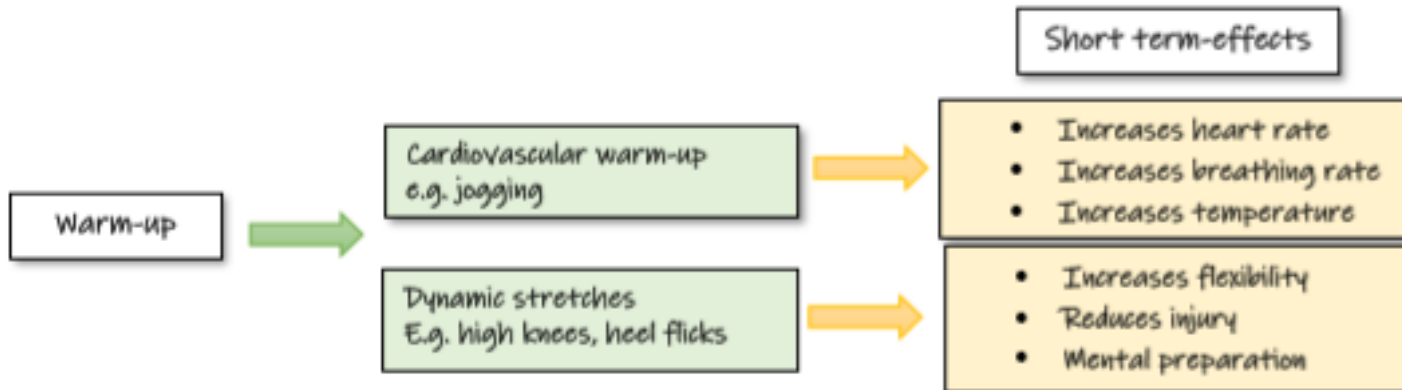 Short term-effects
Warm-up
Cardiovascular warm-up
e.g. jogging
• Increases heart rate
• Increases breathing rate
• Increases temperature
Dynamic stretches
E.g. high knees, heel flicks
• Increases flexibility
• Reduces injury
• Mental preparation